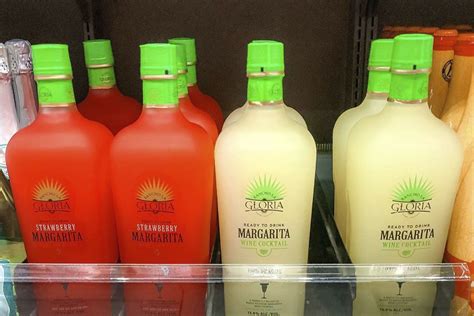 GLORIA
STRAWBERRY
MARGARITA
GLORIA
STRAWBERRY
MARGARITA
GLORIA
READY TO DRINK
MARGARITA
WINE COCKTAIL
GLORIA
READY TO DRINK
MARGARITA
WINE COCKTAIL